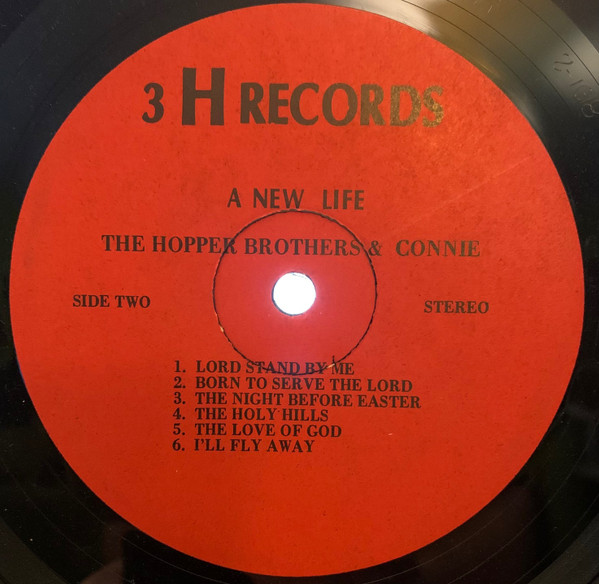 3 H RECORDS
A NEW LIFE
THE HOPPER BROTHERS & CONNIE
SIDE TWO
STEREO
1. LORD STAND BY ME
2. BORN TO SERVE THE LORD
3. THE NIGHT BEFORE EASTER
4. THE HOLY HILLS
5. THE LOVE OF GOD
6. I'LL FLY AWAY